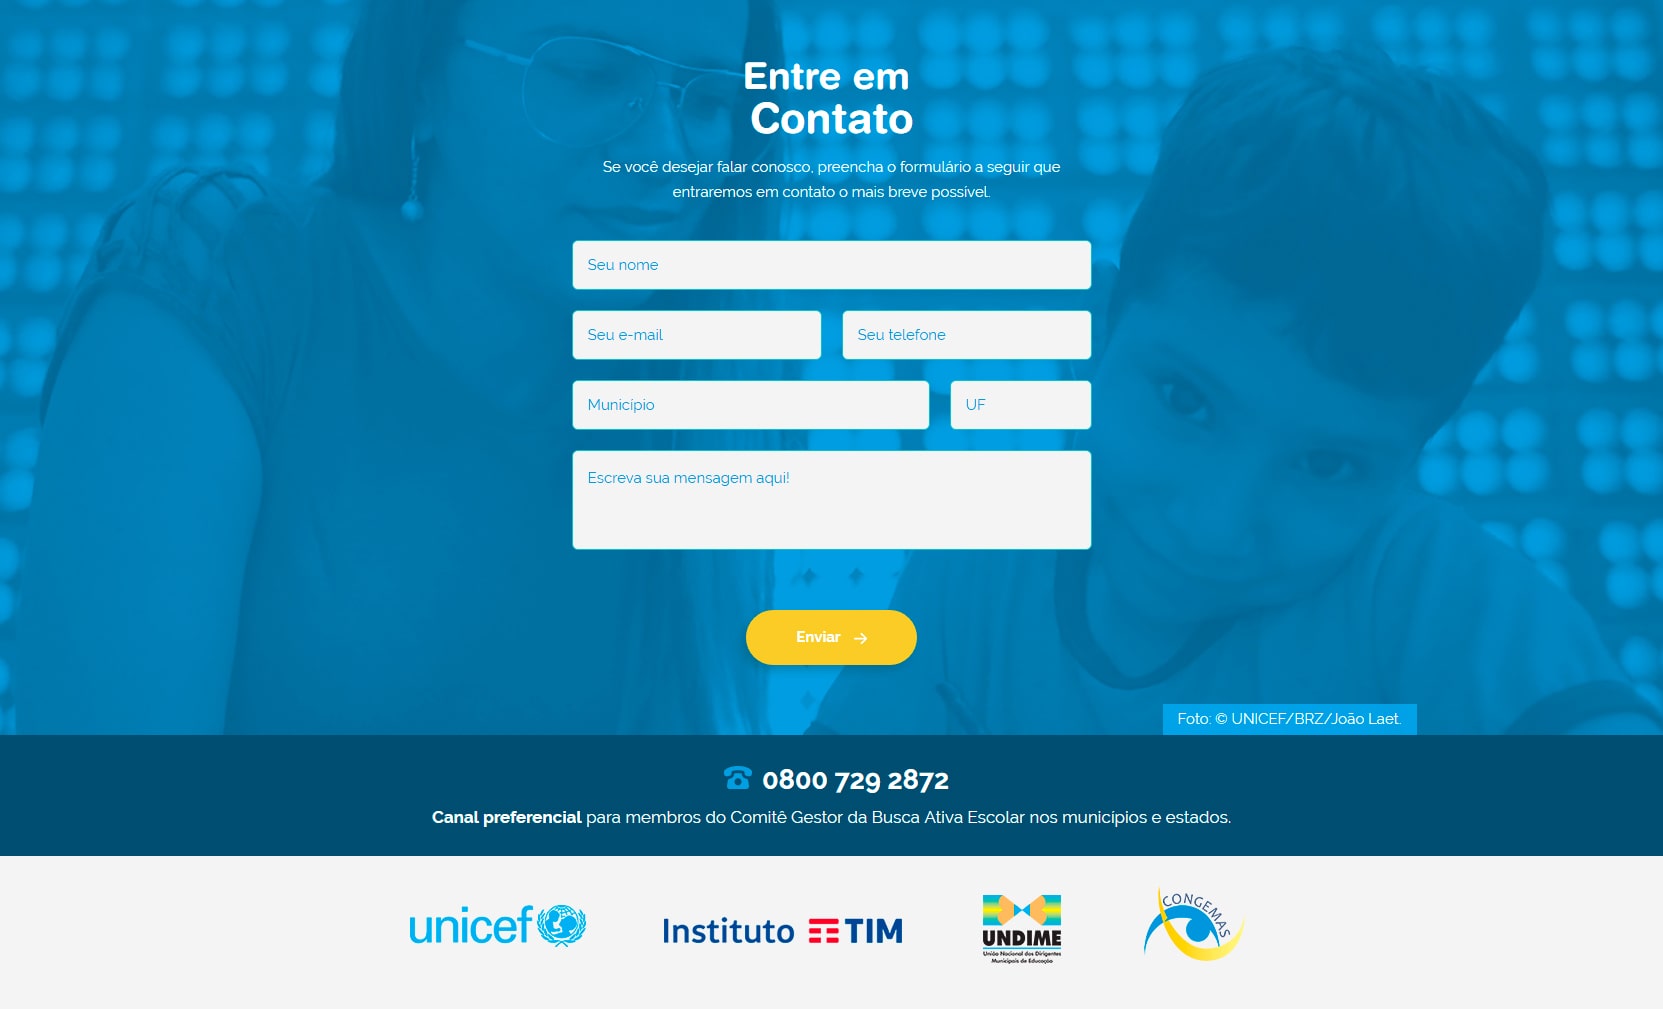 Entre em
Contato
Se você desejar falar conosco, preencha o formulário a seguir que
entraremos em contato o mais breve possível.
Seu nome
Seu e-mail
Seu telefone
Município
UF
Escreva sua mensagem aqui!
Enviar
Foto: © UNICEF/BRZ/João Laet.
0800 729 2872
Canal preferencial para membros do Comitê Gestor da Busca Ativa Escolar nos municípios e estados.
unicef
Instituto TIM
UNDIME
União Nacional dos Dirigentes
Municipais de Educação
CONGEMAS